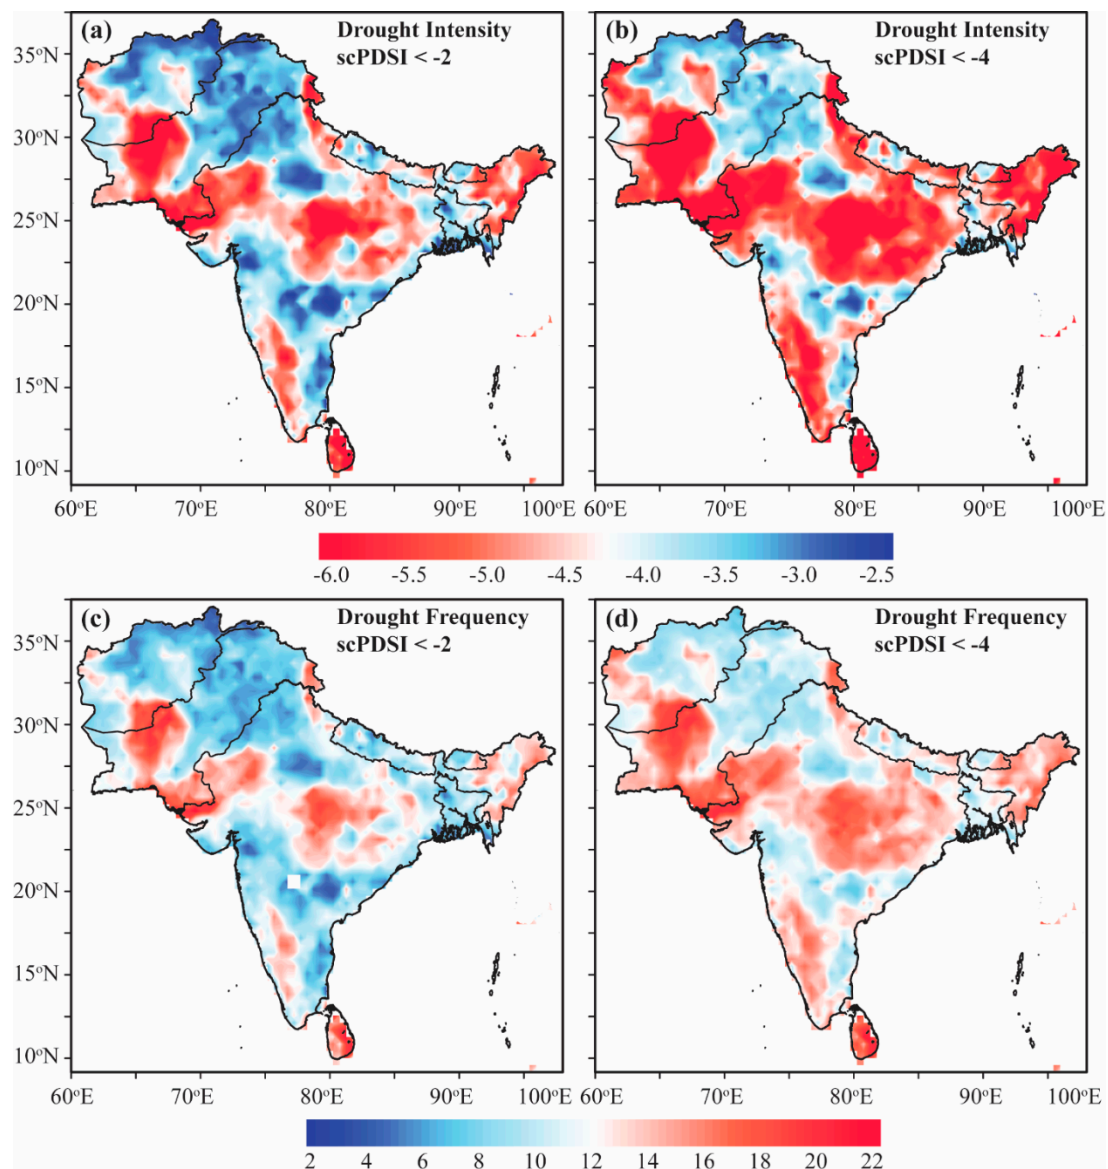 (a) Drought Intensity
scPDSI < -2
(b) Drought Intensity
scPDSI < -4
35°N
30°N
25°N
20°N
15°N
10°N
60°E 70°E 80°E 90°E 100°E 60°E 70°E 80°E 90°E 100°E
-6.0 -5.5 -5.0 -4.5 -4.0 -3.5 -3.0 -2.5
(c) Drought Frequency
scPDSI < -2
(d) Drought Frequency
scPDSI < -4
35°N
30°N
25°N
20°N
15°N
10°N
60°E 70°E 80°E 90°E 100°E 60°E 70°E 80°E 90°E 100°E
2 4 6 8 10 12 14 16 18 20 22